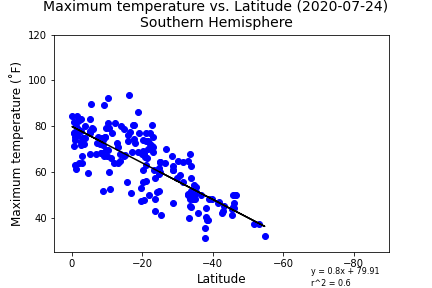 Maximum temperature vs. Latitude (2020-07-24)
Southern Hemisphere
Maximum temperature (˚F)
120
100
80
60
40
0
−20
−40
−60
−80
Latitude
y = 0.8x + 79.91
r^2 = 0.6